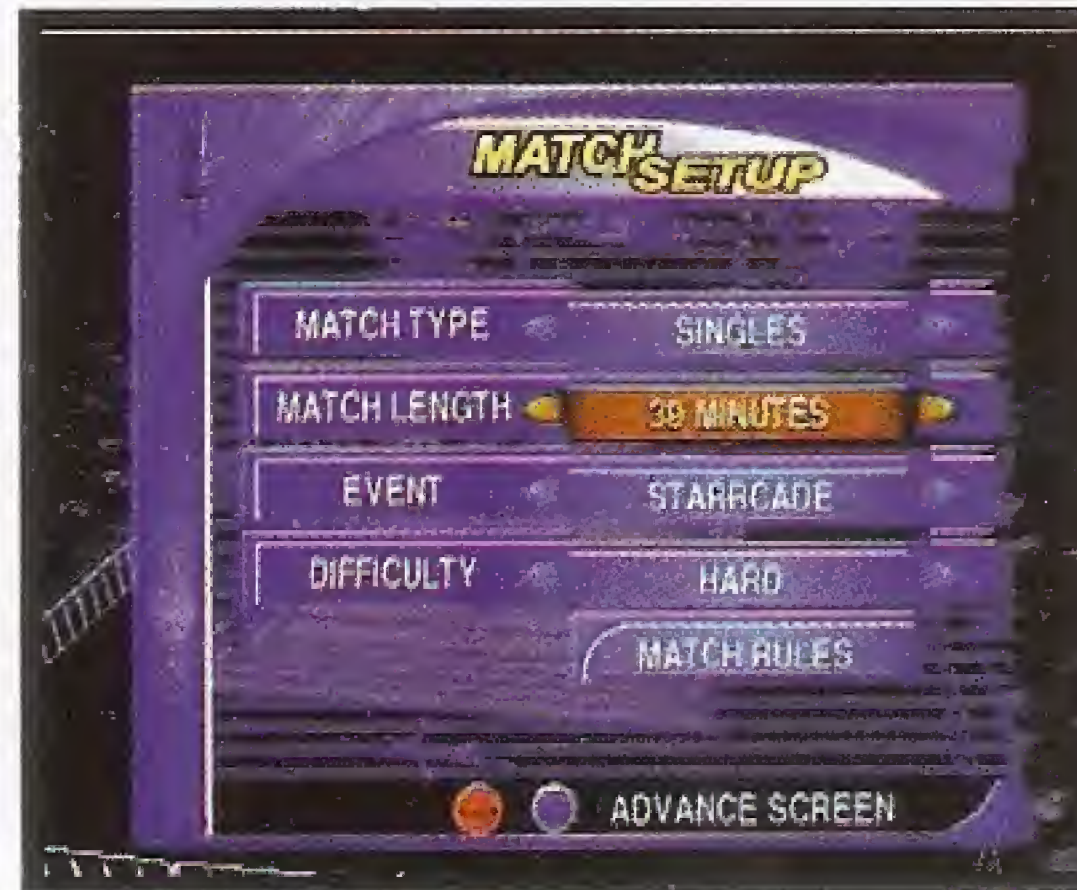 MATCH SETUP
MATCH TYPE SINGLES
MATCH LENGTH 30 MINUTES
EVENT STARRCADE
DIFFICULTY HARD
MATCH RULES
ADVANCE SCREEN